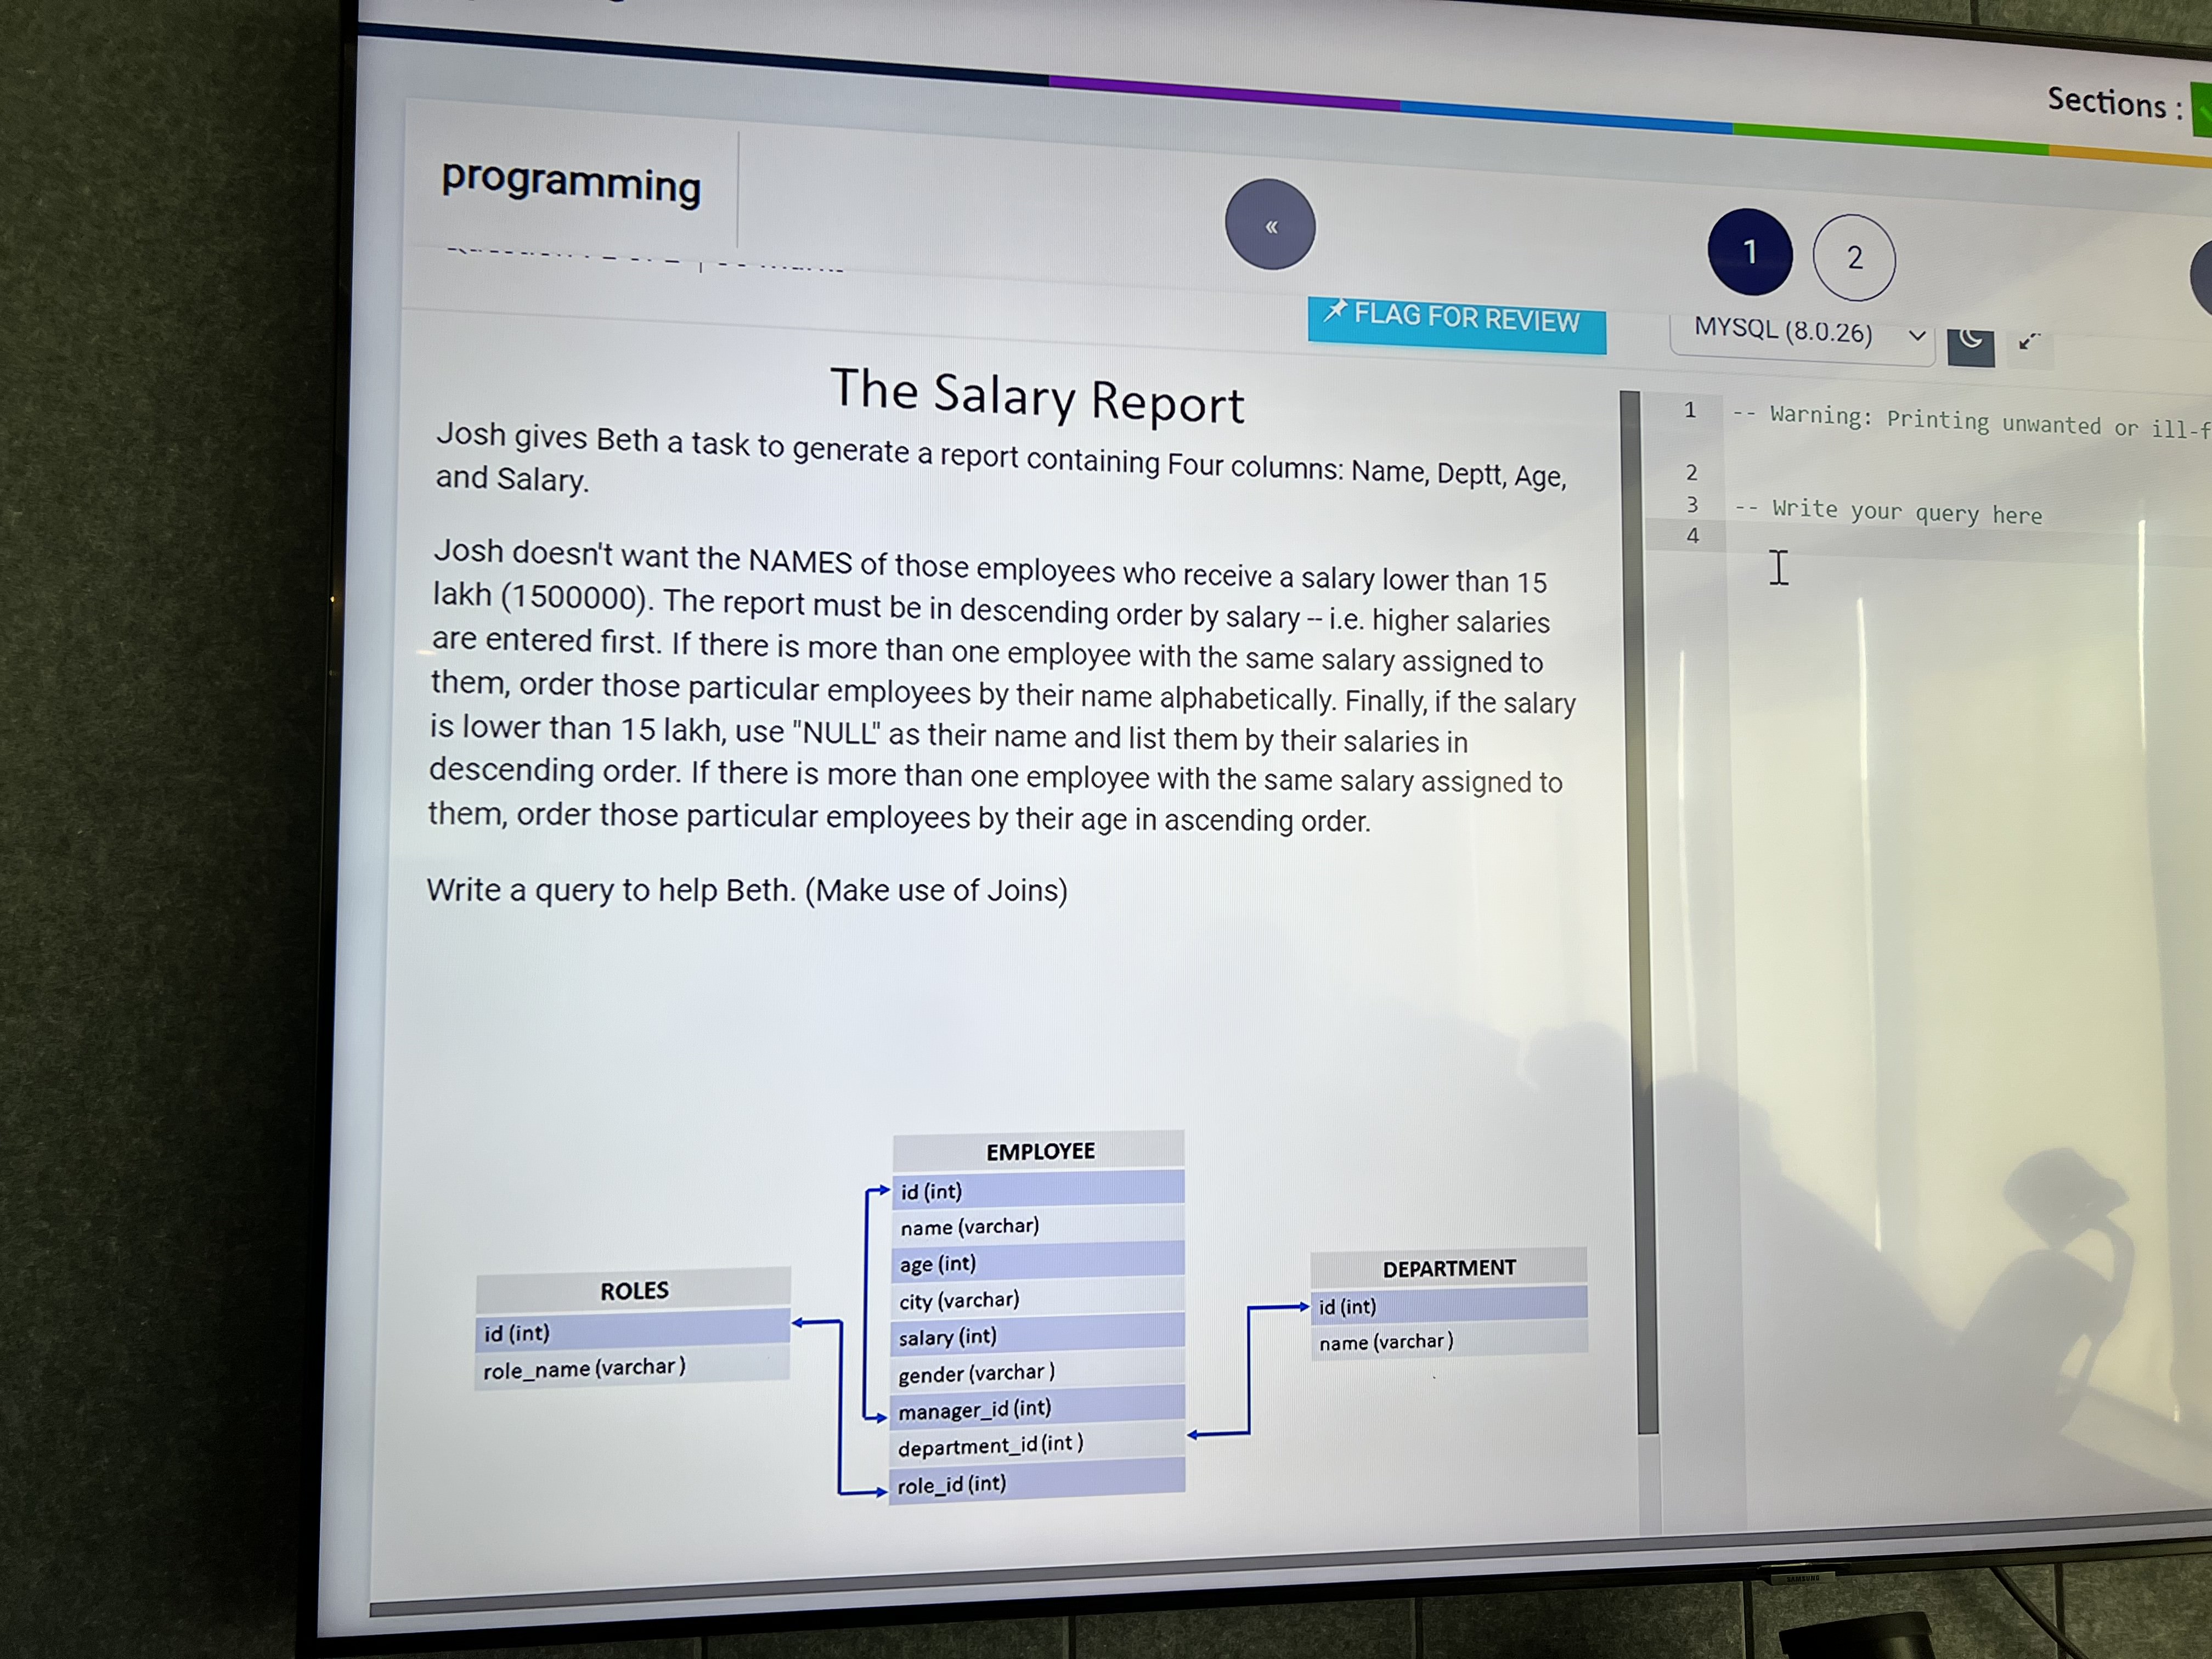 Sections :
programming
«
1
2
FLAG FOR REVIEW
MYSQL (8.0.26)
The Salary Report
Josh gives Beth a task to generate a report containing Four columns: Name, Deptt, Age,
and Salary.
Josh doesn't want the NAMES of those employees who receive a salary lower than 15
lakh (1500000). The report must be in descending order by salary -- i.e. higher salaries
are entered first. If there is more than one employee with the same salary assigned to
them, order those particular employees by their name alphabetically. Finally, if the salary
is lower than 15 lakh, use "NULL" as their name and list them by their salaries in
descending order. If there is more than one employee with the same salary assigned to
them, order those particular employees by their age in ascending order.
Write a query to help Beth. (Make use of Joins)
1 -- Warning: Printing unwanted or ill-f
2
3 -- Write your query here
4
EMPLOYEE
id (int)
name (varchar)
age (int)
city (varchar)
salary (int)
gender (varchar )
manager_id (int)
department_id (int )
role_id (int)
ROLES
id (int)
role_name (varchar )
DEPARTMENT
id (int)
name (varchar )
SAMSUNG